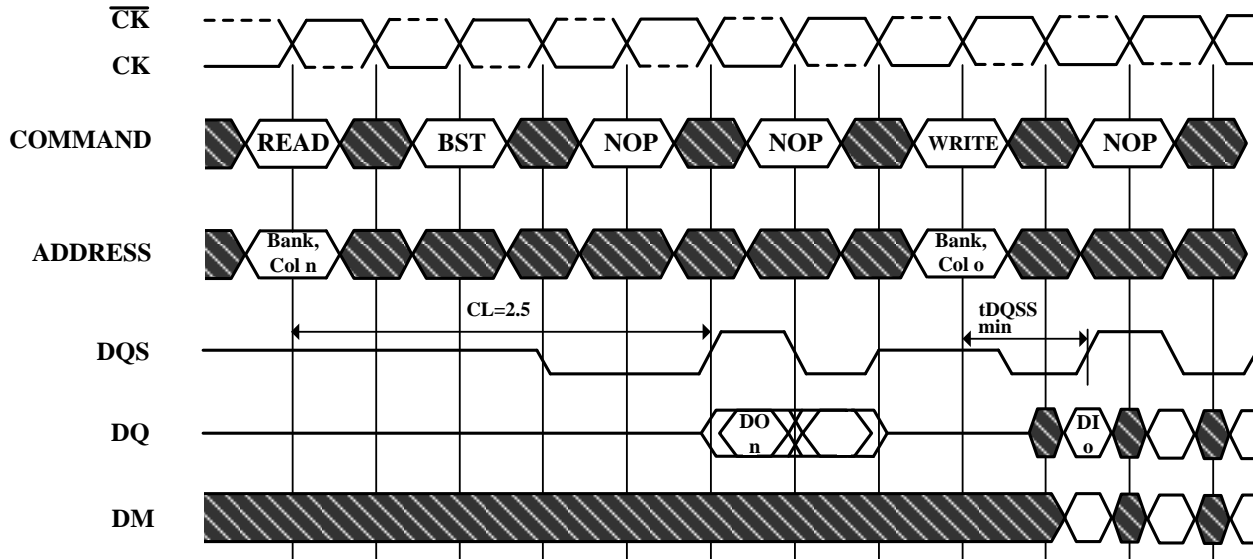 CK
CK
COMMAND
READ
BST
NOP
NOP
WRITE
NOP
ADDRESS
Bank,
Col n
Bank,
Col o
CL=2.5
tDQSS
min
DQS
DQ
DO
n
DI
o
DM